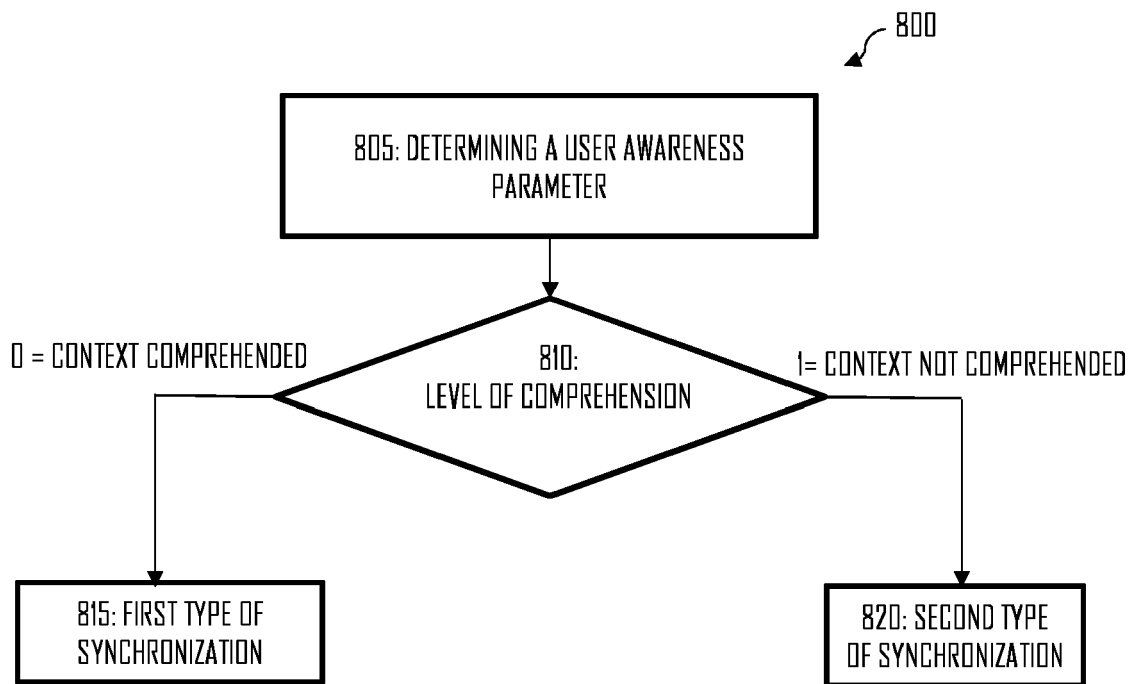 800
805: DETERMINING A USER AWARENESS
PARAMETER
0 = CONTEXT COMPREHENDED
810:
LEVEL OF COMPREHENSION
1= CONTEXT NOT COMPREHENDED
815: FIRST TYPE OF
SYNCHRONIZATION
820: SECOND TYPE
OF SYNCHRONIZATION